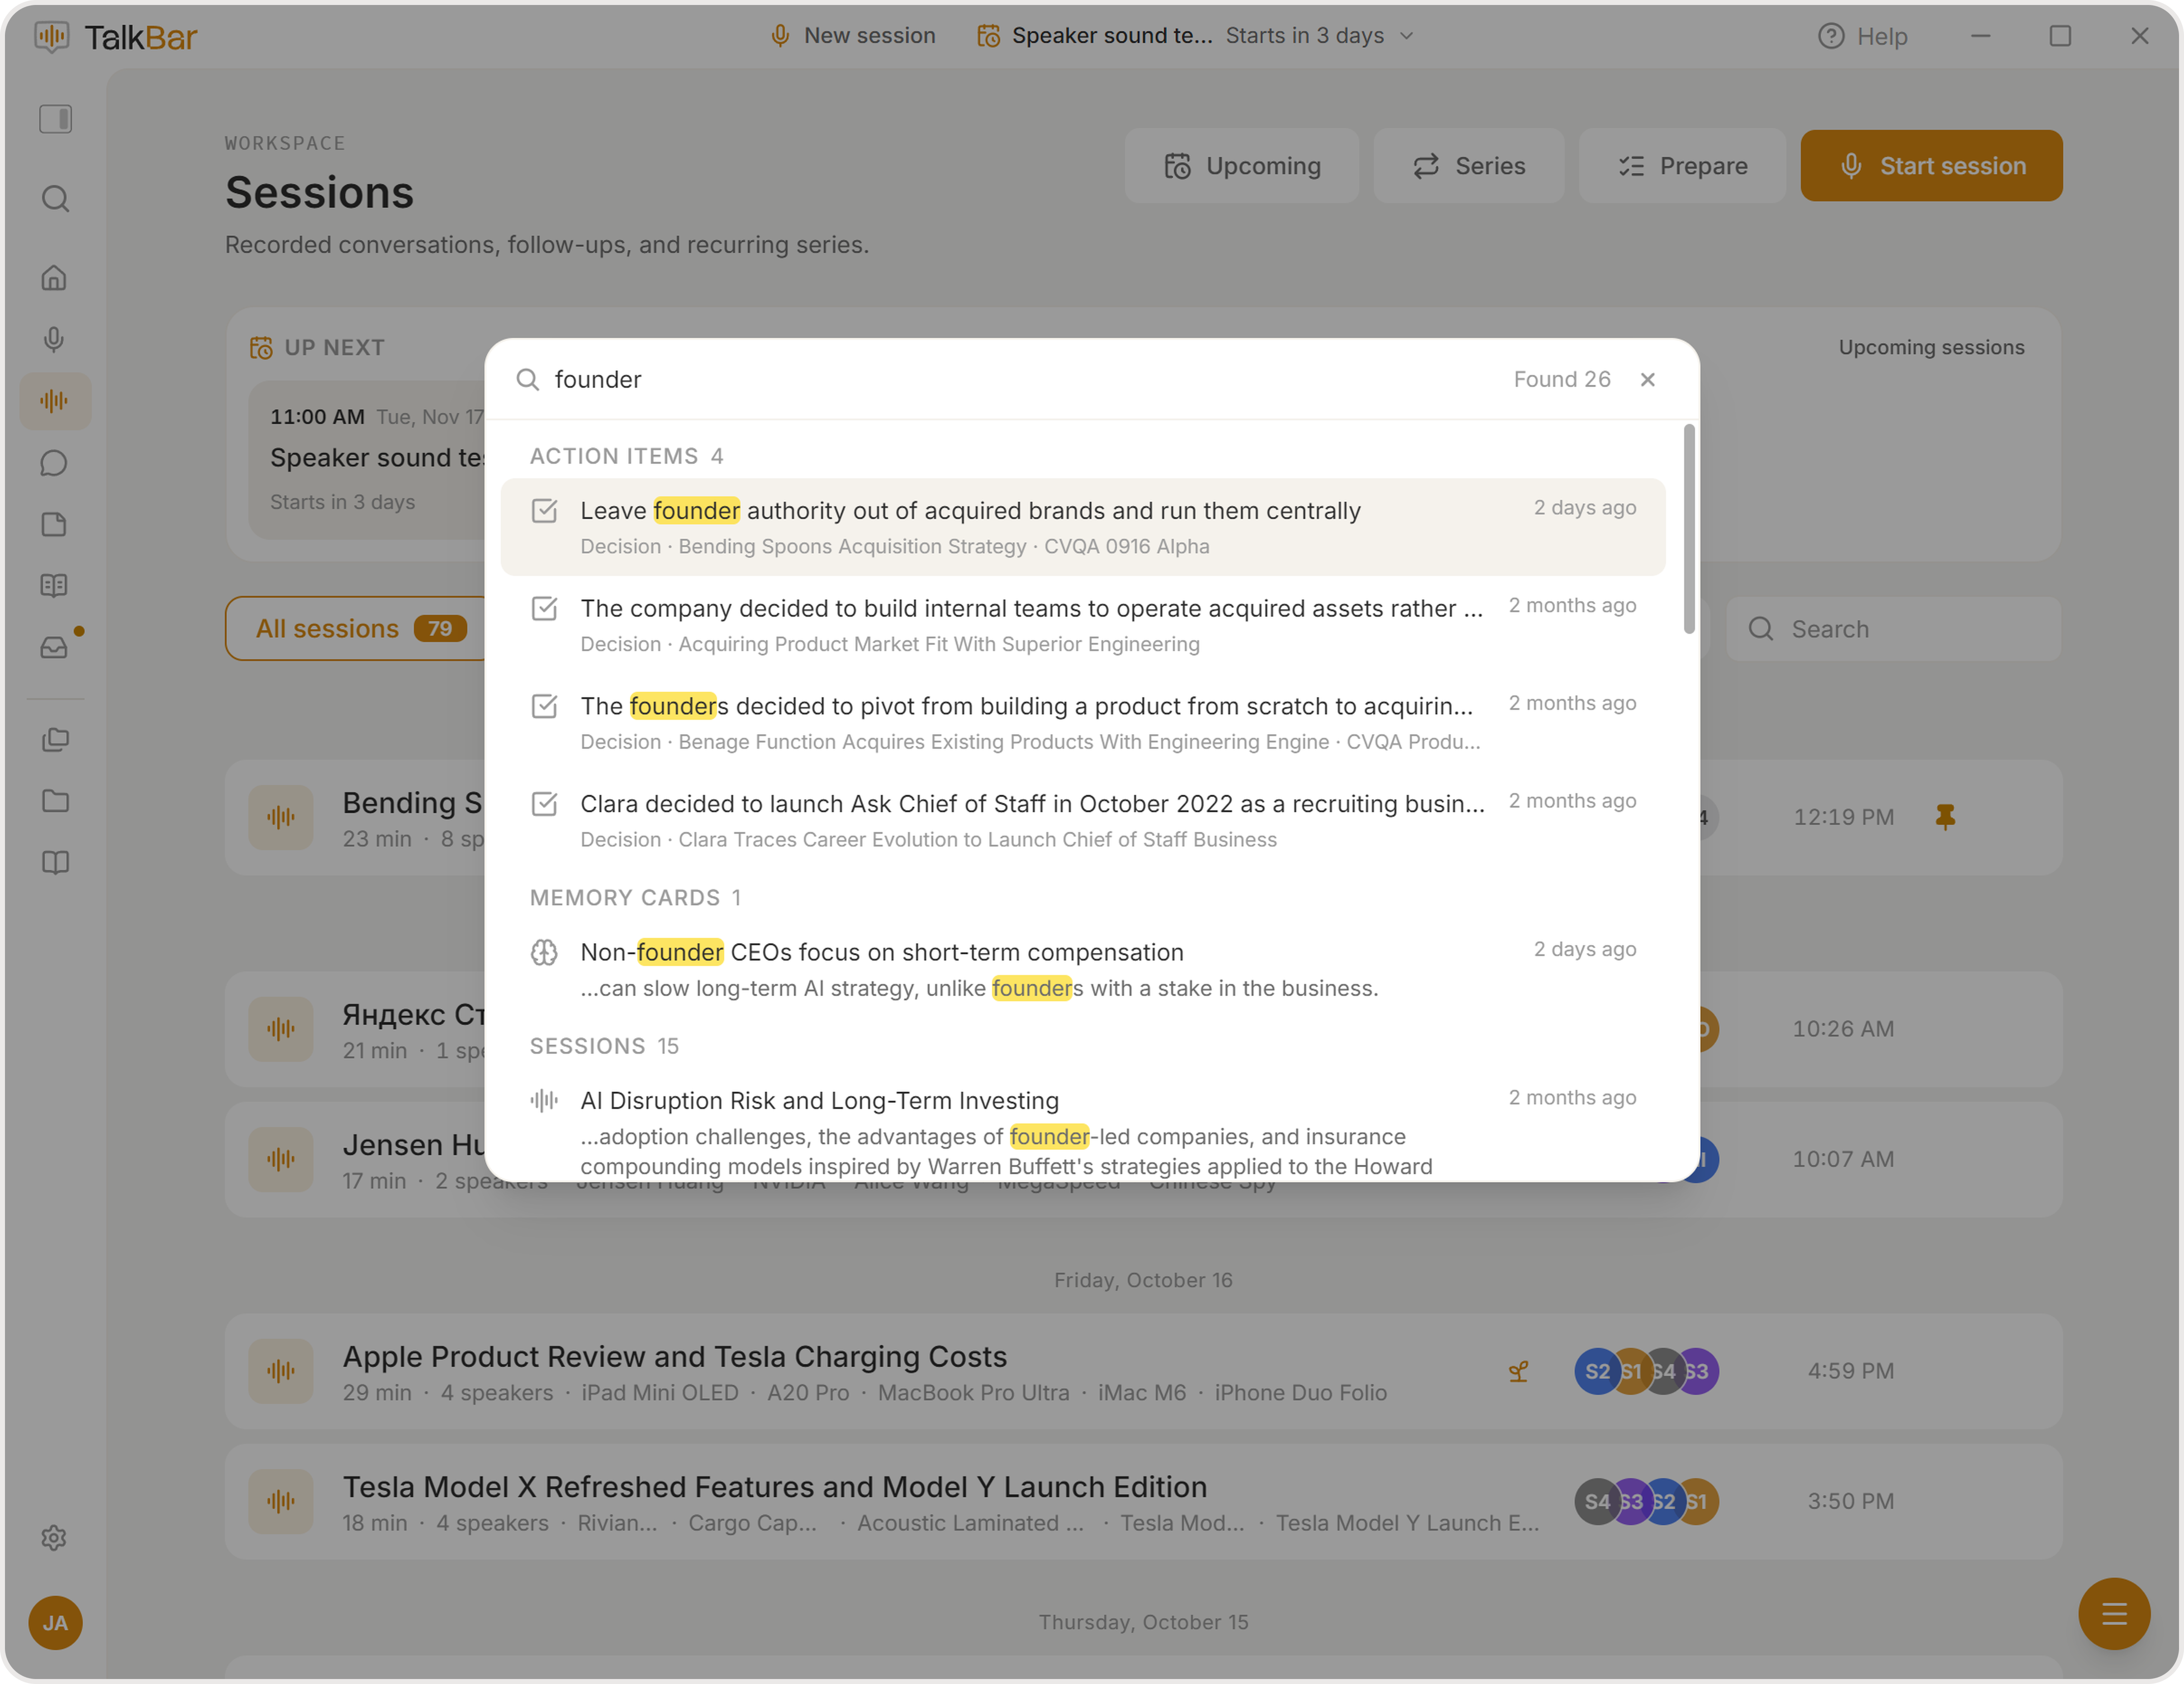 TalkBar
New session
Speaker sound te... Starts in 3 days
Help
WORKSPACE
Sessions
Recorded conversations, follow-ups, and recurring series.
Upcoming
Series
Prepare
Start session
UP NEXT
Upcoming sessions
11:00 AM Tue, Nov 17
Speaker sound te
Starts in 3 days
All sessions 79
Search
founder
Found 26
ACTION ITEMS 4
Leave founder authority out of acquired brands and run them centrally
2 days ago
Decision · Bending Spoons Acquisition Strategy · CVQA 0916 Alpha
The company decided to build internal teams to operate acquired assets rather ...
2 months ago
Decision · Acquiring Product Market Fit With Superior Engineering
The founders decided to pivot from building a product from scratch to acquirin...
2 months ago
Decision · Benage Function Acquires Existing Products With Engineering Engine · CVQA Produ...
Clara decided to launch Ask Chief of Staff in October 2022 as a recruiting busin...
2 months ago
Decision · Clara Traces Career Evolution to Launch Chief of Staff Business
MEMORY CARDS 1
Non-founder CEOs focus on short-term compensation
2 days ago
...can slow long-term AI strategy, unlike founders with a stake in the business.
SESSIONS 15
AI Disruption Risk and Long-Term Investing
2 months ago
...adoption challenges, the advantages of founder-led companies, and insurance
compounding models inspired by Warren Buffett's strategies applied to the Howard
Bending S
23 min · 8 sp
12:19 PM
Яндекс Ст
21 min · 1 spe
10:26 AM
Jensen Hu
17 min · 2 speakers Jensen Huang NVIDIA Alice Wang MegaSpeed Chinese Spy
10:07 AM
Friday, October 16
Apple Product Review and Tesla Charging Costs
29 min · 4 speakers · iPad Mini OLED · A20 Pro · MacBook Pro Ultra · iMac M6 · iPhone Duo Folio
S2 S1 S4 S3
4:59 PM
Tesla Model X Refreshed Features and Model Y Launch Edition
18 min · 4 speakers · Rivian... · Cargo Cap... · Acoustic Laminated ... · Tesla Mod... · Tesla Model Y Launch E...
S4 S3 S2 S1
3:50 PM
Thursday, October 15
JA